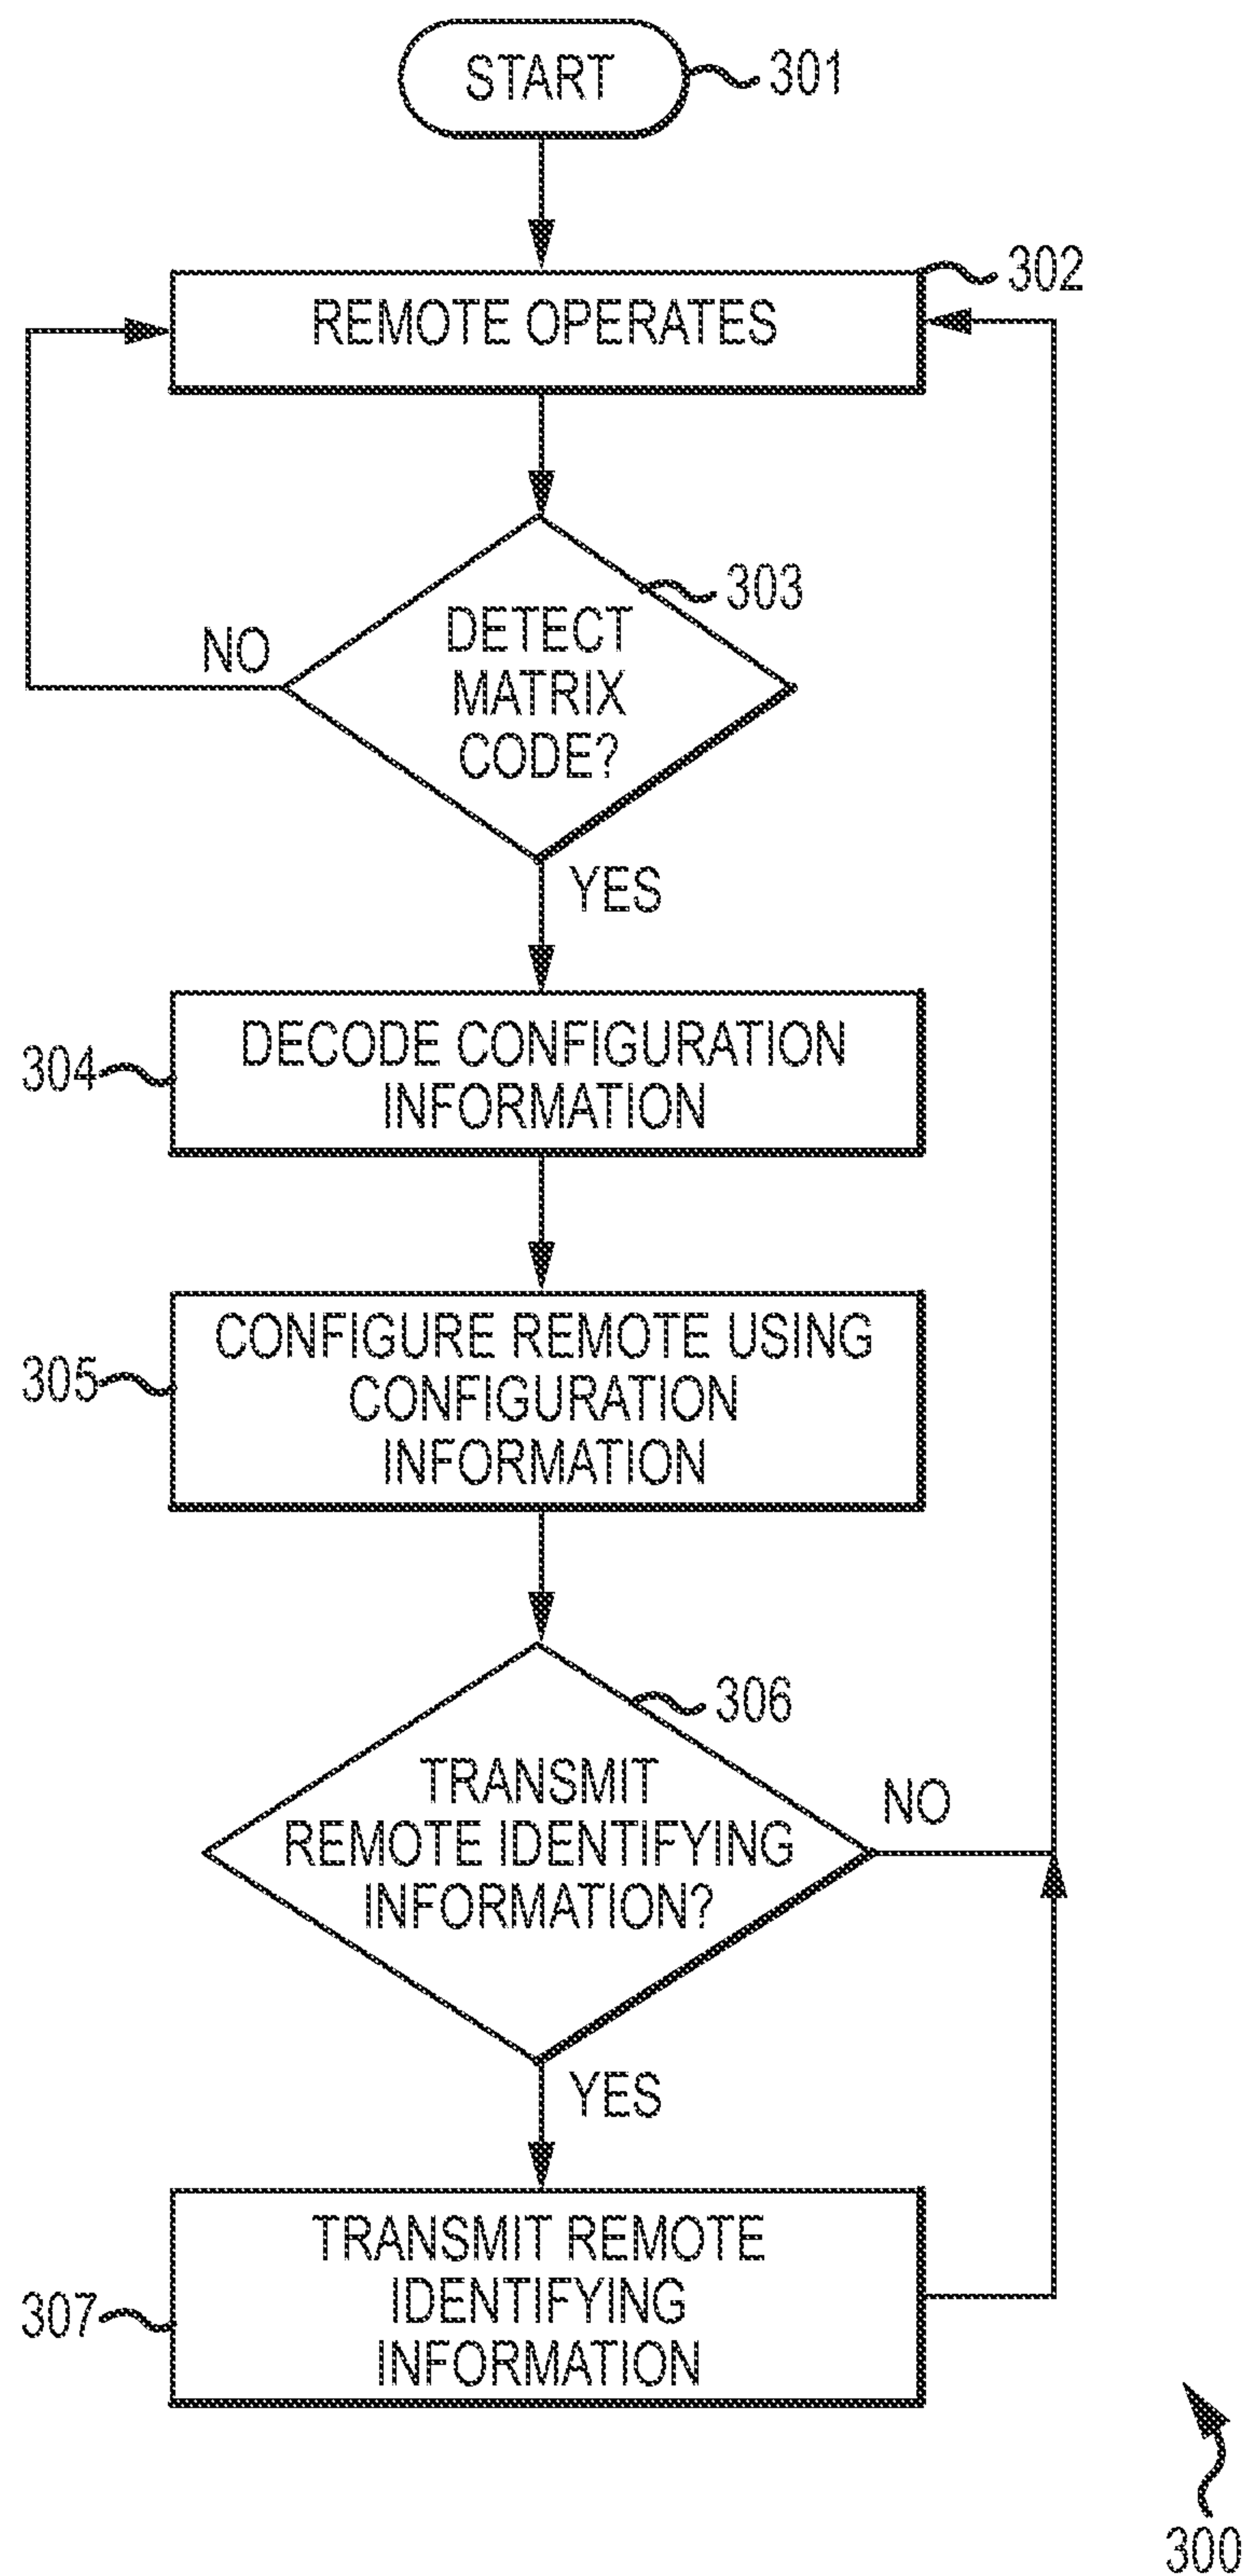 START
301
302
REMOTE OPERATES
303
DETECT
MATRIX
CODE?
NO
YES
304
DECODE CONFIGURATION
INFORMATION
305
CONFIGURE REMOTE USING
CONFIGURATION
INFORMATION
306
TRANSMIT
REMOTE IDENTIFYING
INFORMATION?
NO
YES
307
TRANSMIT REMOTE
IDENTIFYING
INFORMATION
300